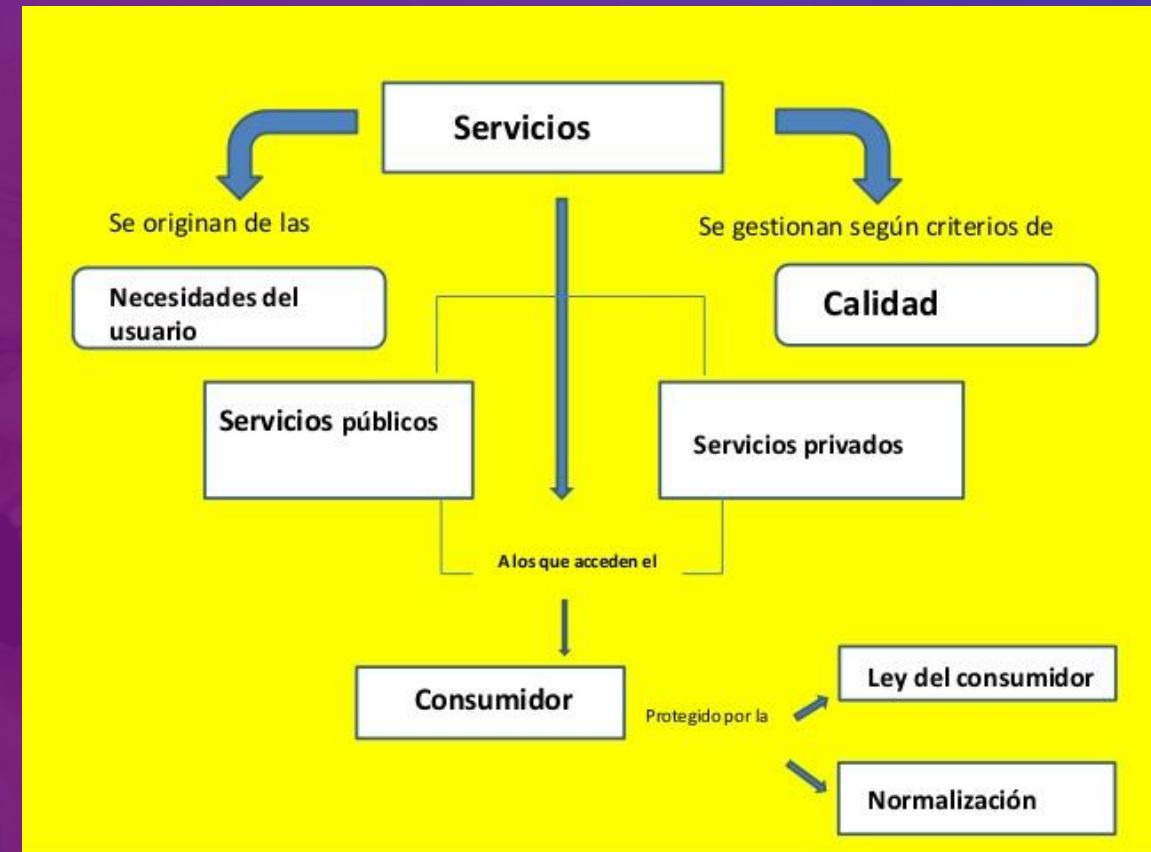 Servicios
Se originan de las
Se gestionan según criterios de
Necesidades del
usuario
Calidad
Servicios públicos
Servicios privados
A los que acceden el
Consumidor
Protegido por la
Ley del consumidor
Normalización